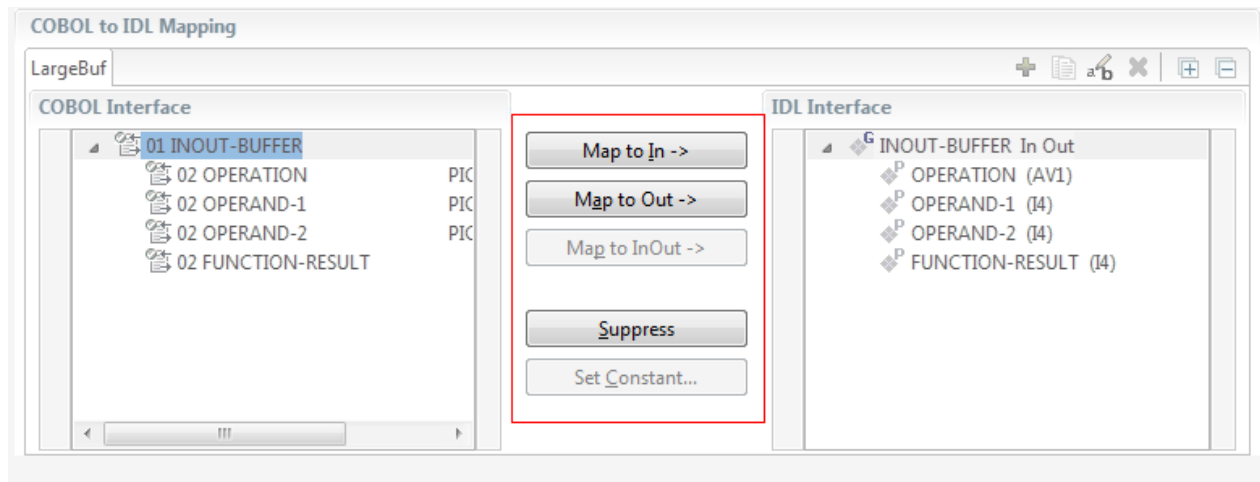 COBOL to IDL Mapping
LargeBuf
COBOL Interface
IDL Interface
01 INOUT-BUFFER
02 OPERATION PIC
02 OPERAND-1 PIC
02 OPERAND-2 PIC
02 FUNCTION-RESULT
Map to In ->
Map to Out ->
Map to InOut ->
Suppress
Set Constant...
INOUT-BUFFER In Out
OPERATION (AV1)
OPERAND-1 (I4)
OPERAND-2 (I4)
FUNCTION-RESULT (I4)